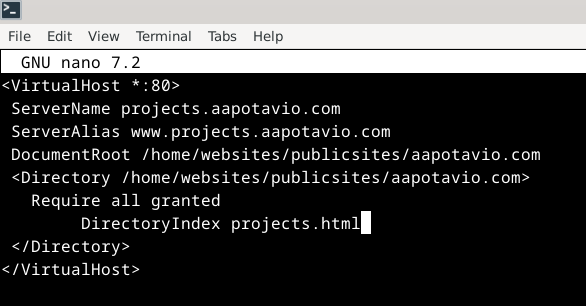 File Edit View Terminal Tabs Help
GNU nano 7.2
<VirtualHost *:80>
ServerName projects.aapotavio.com
ServerAlias www.projects.aapotavio.com
DocumentRoot /home/websites/publicsites/aapotavio.com
<Directory /home/websites/publicsites/aapotavio.com>
Require all granted
DirectoryIndex projects.html
</Directory>
</VirtualHost>